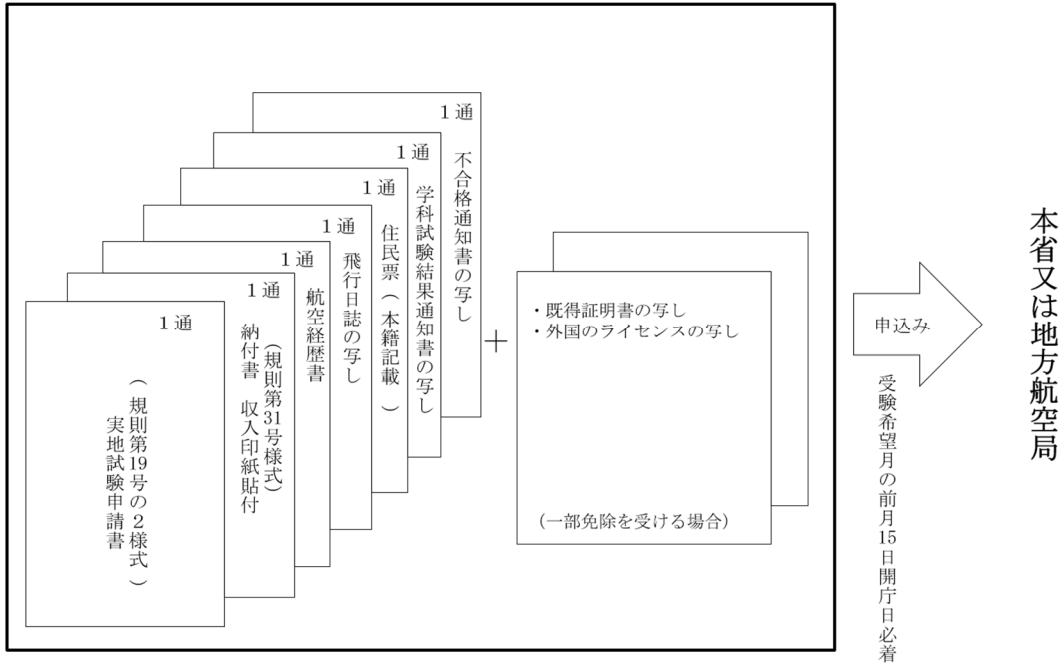 1通
実地試験申請書
(規則第19号の2様式)
1通
納付書 収入印紙貼付
(規則第31号様式)
1通
航空経歴書
1通
飛行日誌の写し
1通
住民票(本籍記載)
1通
学科試験結果通知書の写し
1通
不合格通知書の写し
+
・既得証明書の写し
・外国のライセンスの写し
(一部免除を受ける場合)
申込み
受験希望月の前月15日開庁日必着
本省又は地方航空局